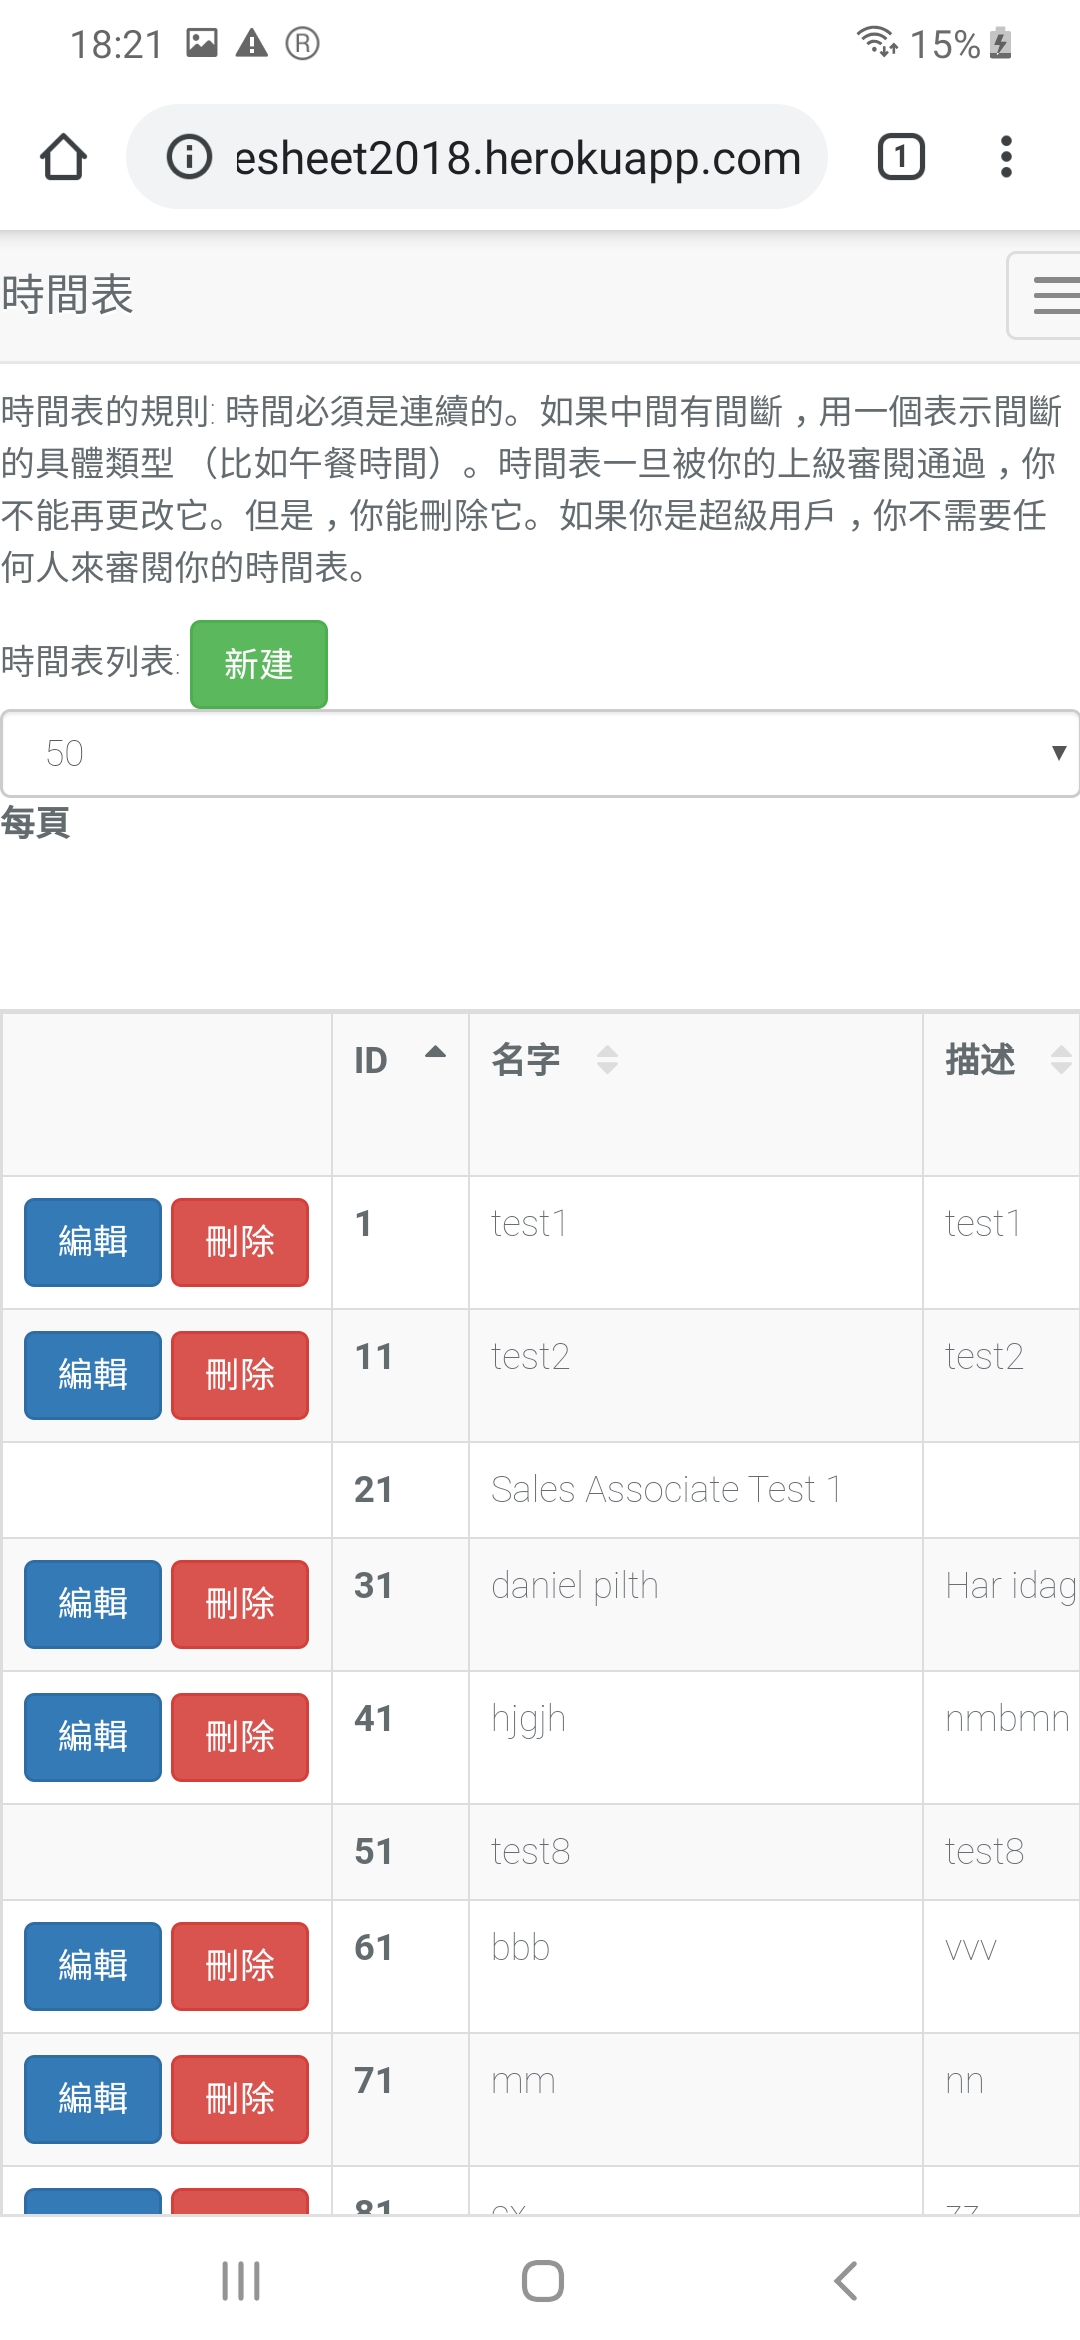 18:21 Ⓡ 15%
esheet2018.herokuapp.com 1
時間表
時間表的規則: 時間必須是連續的。如果中間有間斷，用一個表示間斷
的具體類型 （比如午餐時間）。時間表一旦被你的上級審閱通過，你
不能再更改它。但是，你能刪除它。如果你是超級用戶，你不需要任
何人來審閱你的時間表。
時間表列表: 新建
50
每頁
ID 名字 描述
編輯 刪除 1 test1 test1
編輯 刪除 11 test2 test2
21 Sales Associate Test 1
編輯 刪除 31 daniel pilth Har idag
編輯 刪除 41 hjgjh nmbmn
51 test8 test8
編輯 刪除 61 bbb vvv
編輯 刪除 71 mm nn
81